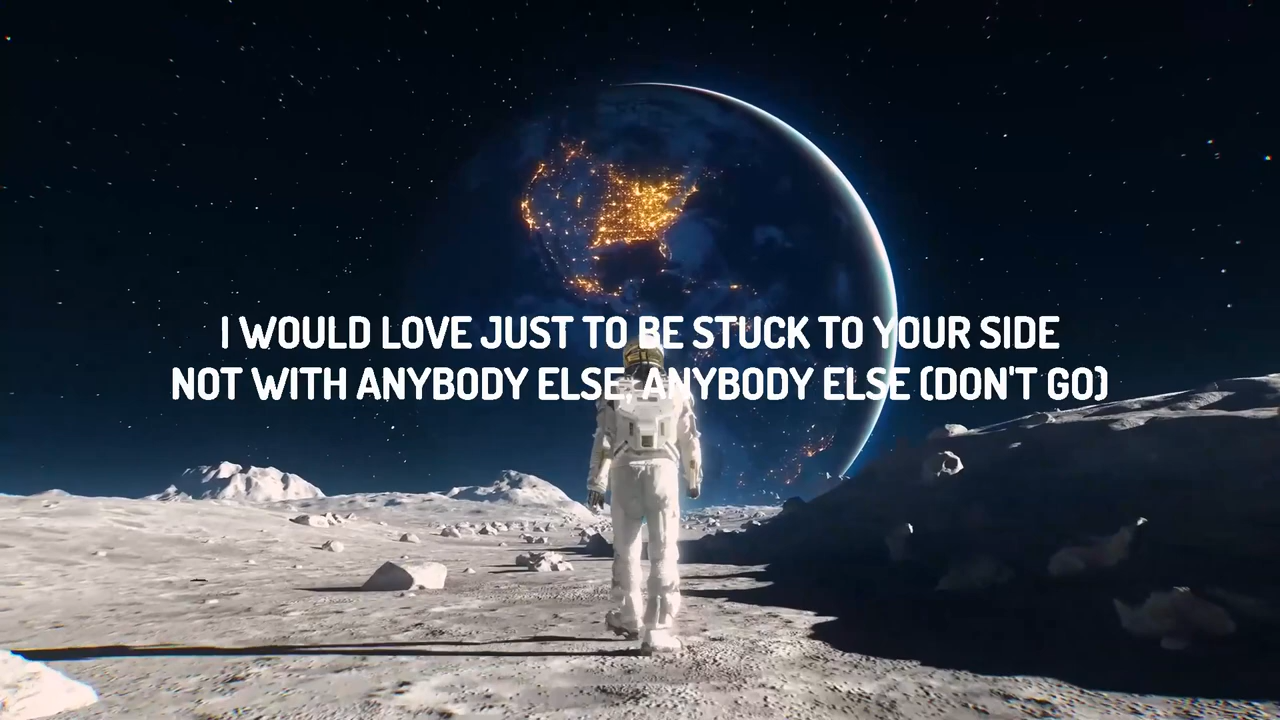 I WOULD LOVE JUST TO BE STUCK TO YOUR SIDE
NOT WITH ANYBODY ELSE, ANYBODY ELSE (DON'T GO)